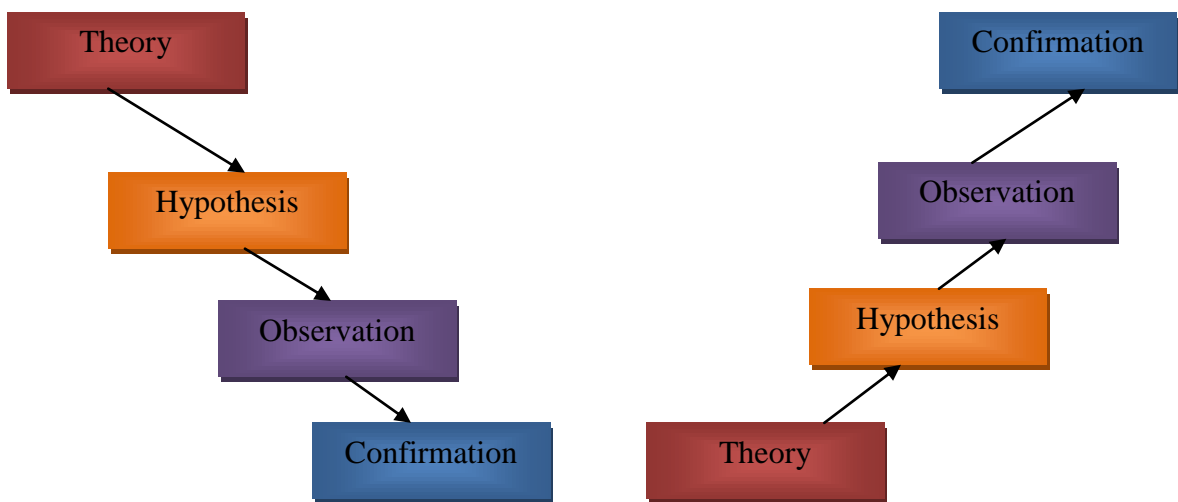 Theory
Hypothesis
Observation
Confirmation
Confirmation
Observation
Hypothesis
Theory